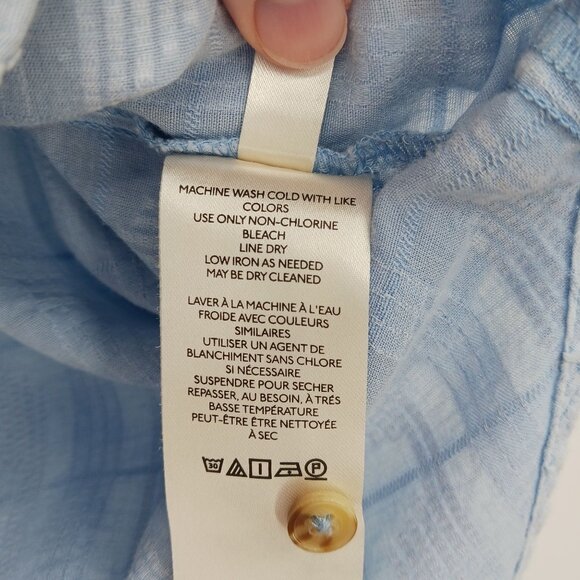 MACHINE WASH COLD WITH LIKE
COLORS
USE ONLY NON-CHLORINE
BLEACH
LINE DRY
LOW IRON AS NEEDED
MAY BE DRY CLEANED
LAVER À LA MACHINE À L'EAU
FROIDE AVEC COULEURS
SIMILAIRES
UTILISER UN AGENT DE
BLANCHIMENT SANS CHLORE
SI NÉCESSAIRE
SUSPENDRE POUR SECHER
REPASSER, AU BESOIN, À TRÉS
BASSE TEMPÉRATURE
PEUT-ÊTRE ÊTRE NETTOYÉE
À SEC
30 P